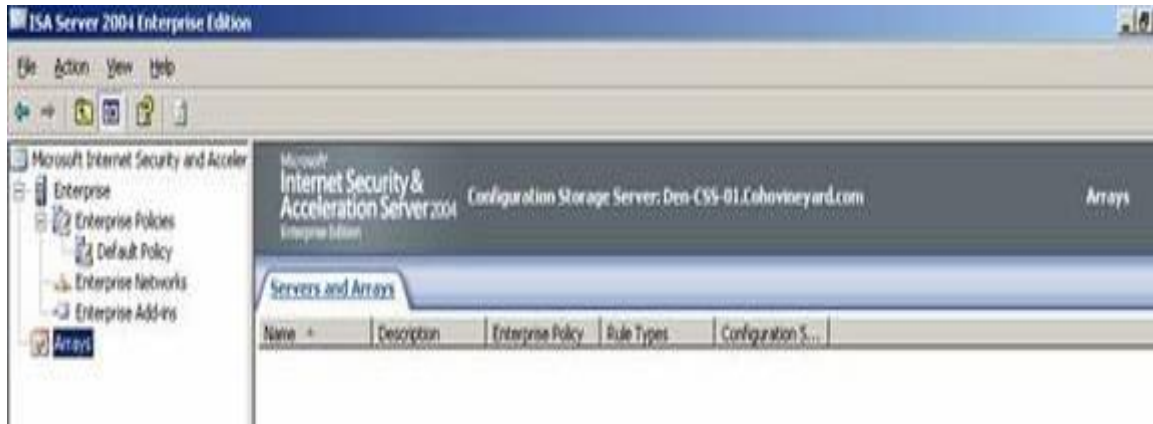 ISA Server 2004 Enterprise Edition
File Action View Help
Microsoft Internet Security and Acceler
Enterprise
Enterprise Policies
Default Policy
Enterprise Networks
Enterprise Add-ins
Arrays
Microsoft
Internet Security &
Acceleration Server 2004
Enterprise Edition
Configuration Storage Server: Den-CSS-01.Cohovineyard.com
Arrays
Servers and Arrays
Name Description Enterprise Policy Rule Types Configuration S...